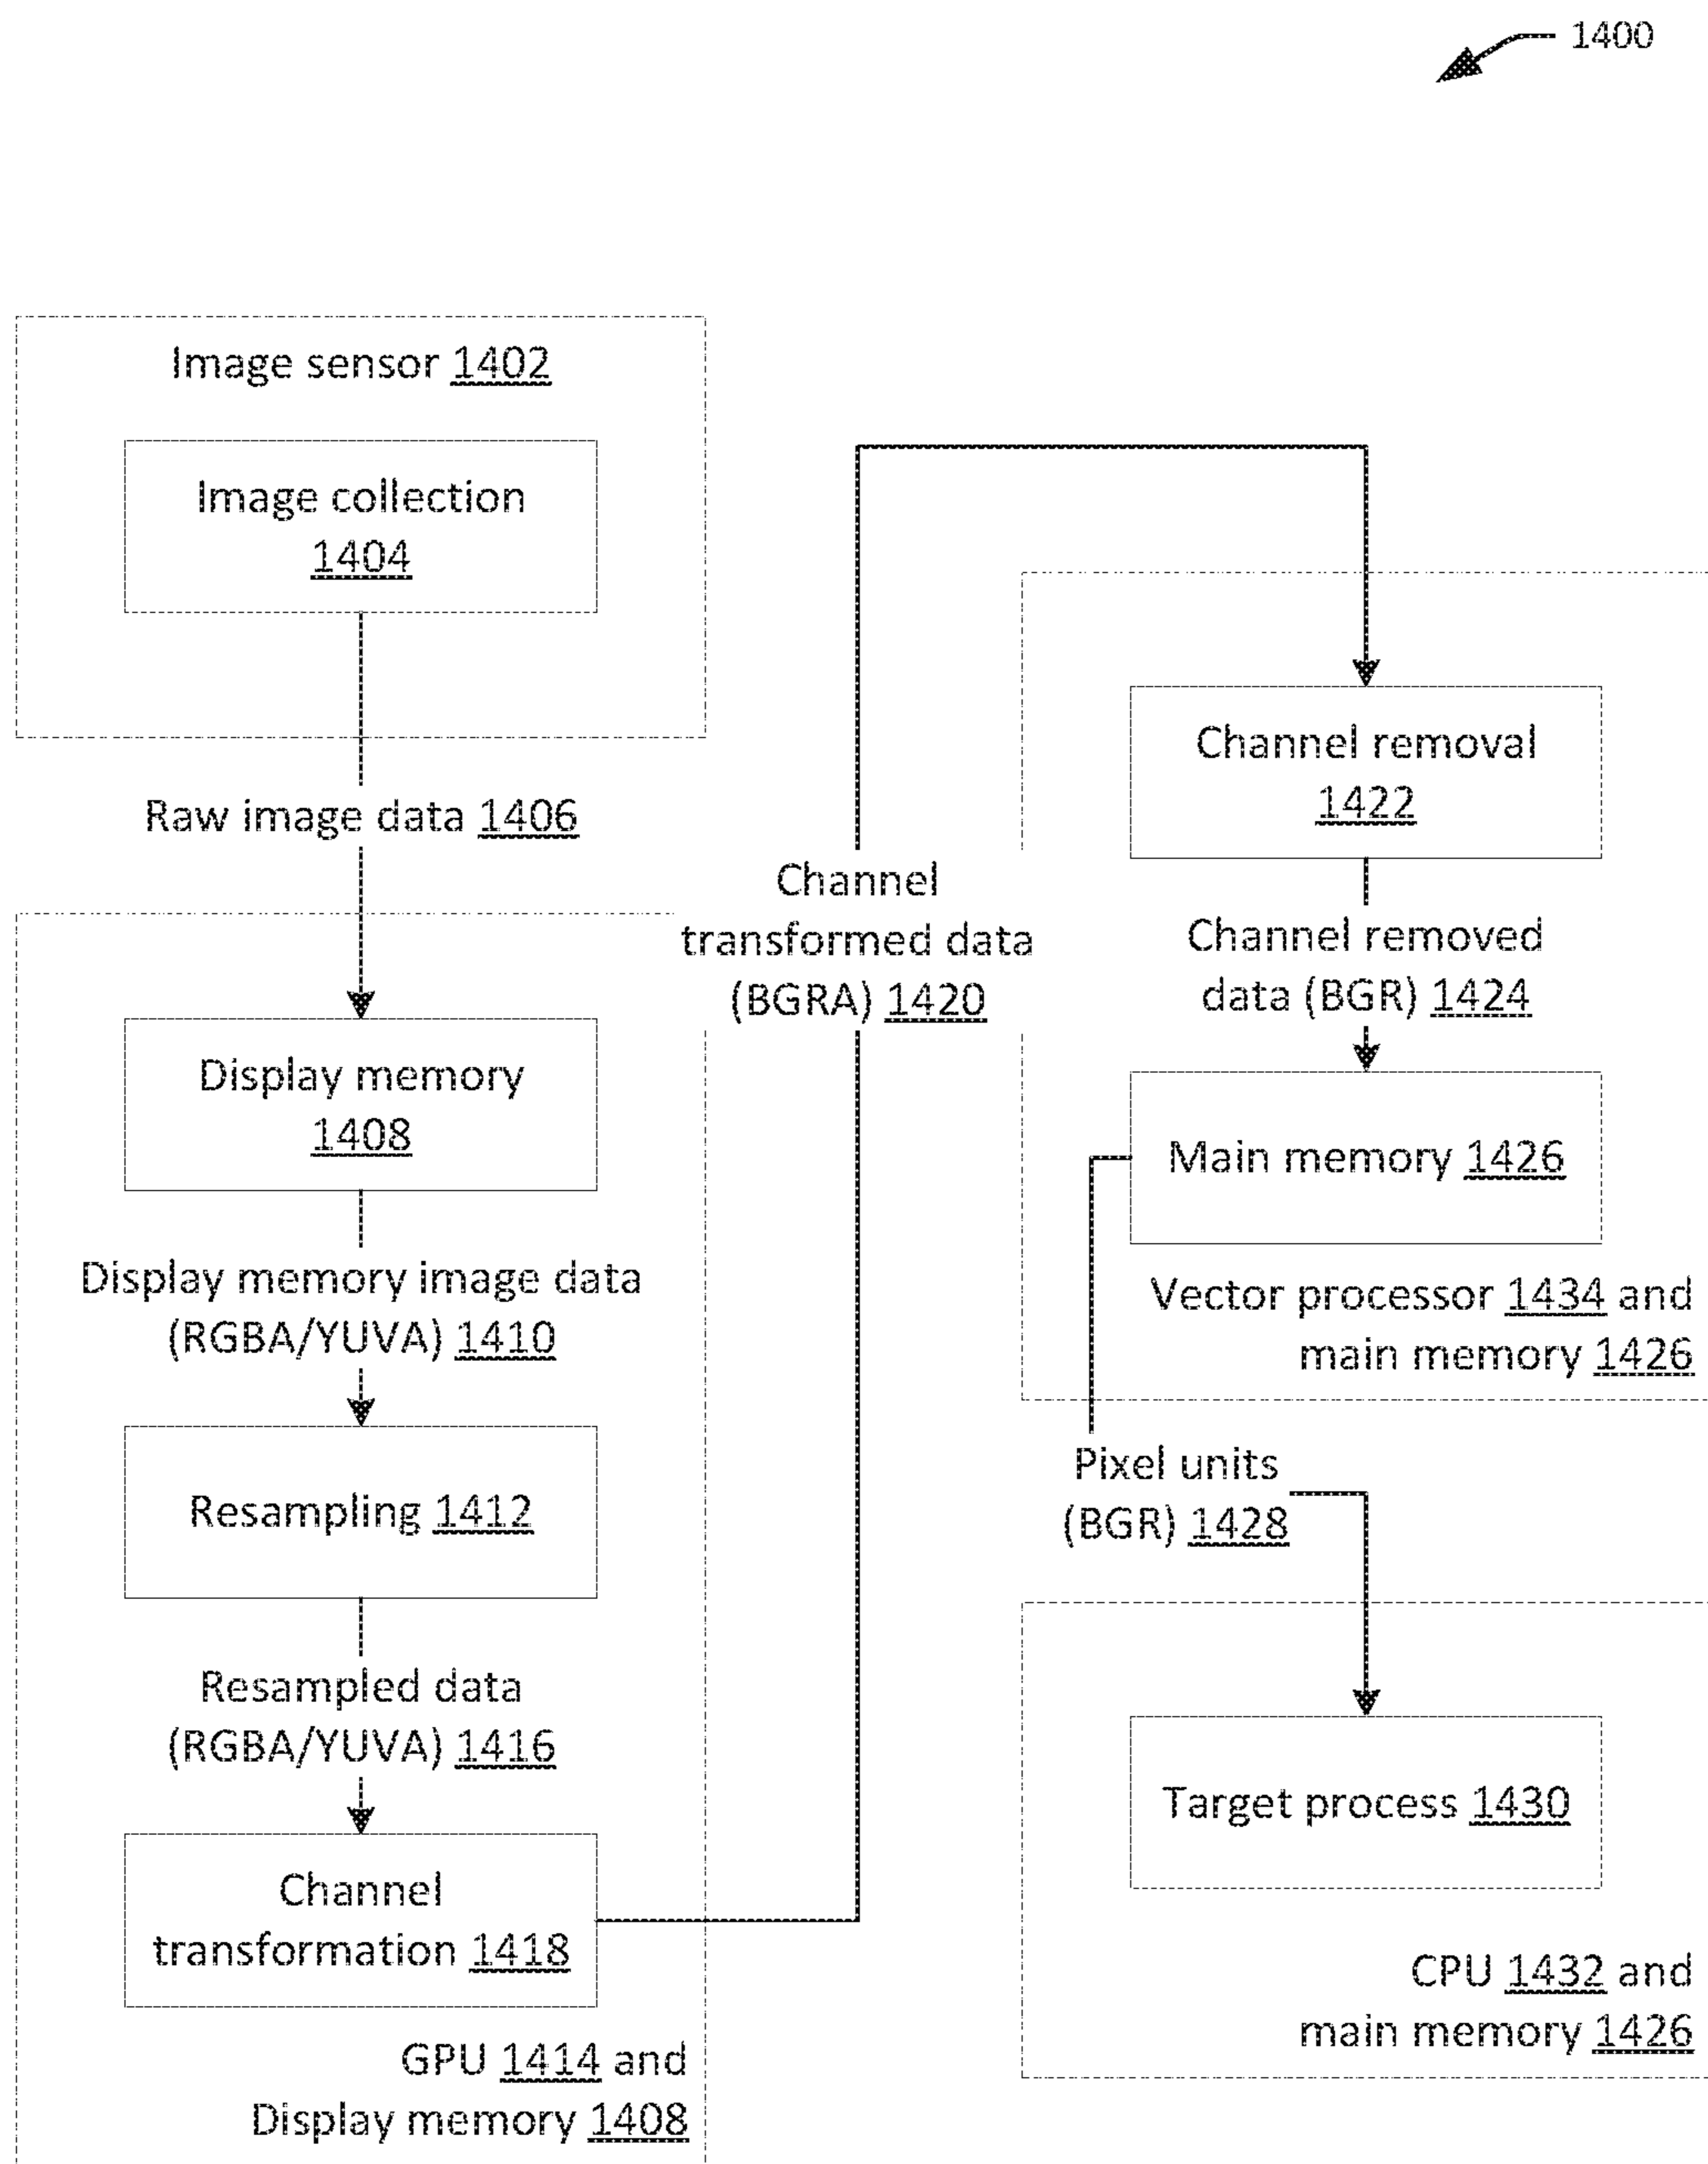 1400
Image sensor 1402
Image collection
1404
Raw image data 1406
Display memory
1408
Display memory image data
(RGBA/YUVA) 1410
Resampling 1412
Resampled data
(RGBA/YUVA) 1416
Channel
transformation 1418
GPU 1414 and
Display memory 1408
Channel
transformed data
(BGRA) 1420
Channel removal
1422
Channel removed
data (BGR) 1424
Main memory 1426
Vector processor 1434 and
main memory 1426
Pixel units
(BGR) 1428
Target process 1430
CPU 1432 and
main memory 1426